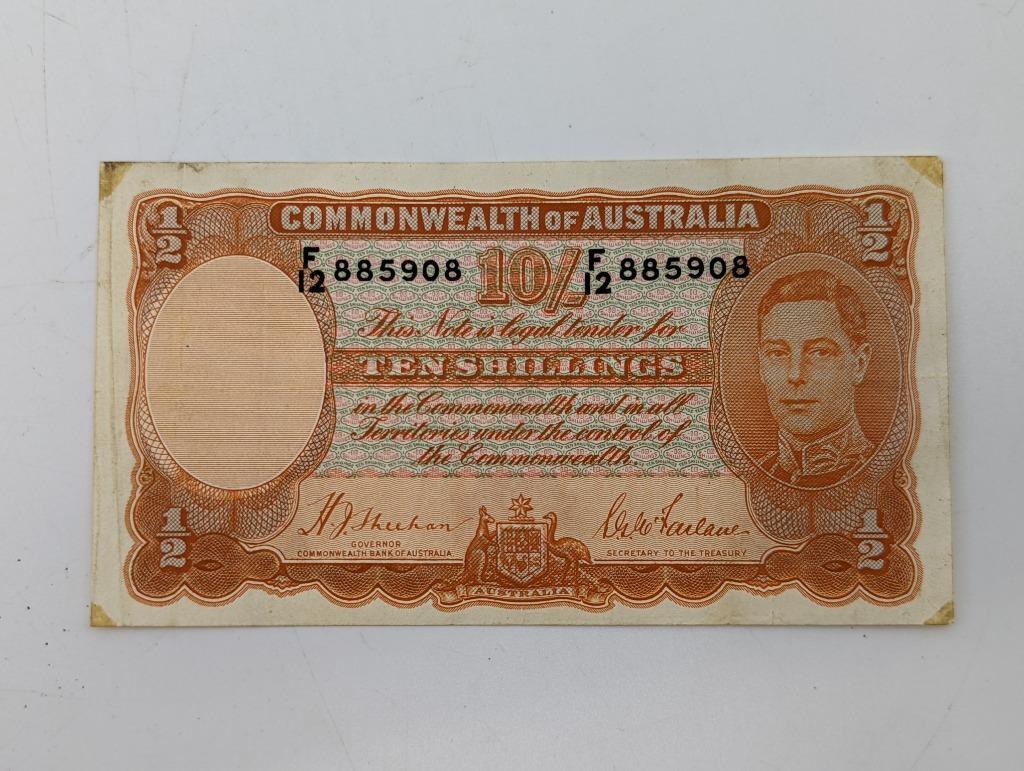 ½ COMMONWEALTH OF AUSTRALIA ½
F/12 885908 10/- F/12 885908
This Note is legal tender for
TEN SHILLINGS
in the Commonwealth and in all
Territories under the control of
the Commonwealth.
½ H.J. Sheehan S.G. McFarlane ½
GOVERNOR
COMMONWEALTH BANK OF AUSTRALIA SECRETARY TO THE TREASURY
AUSTRALIA